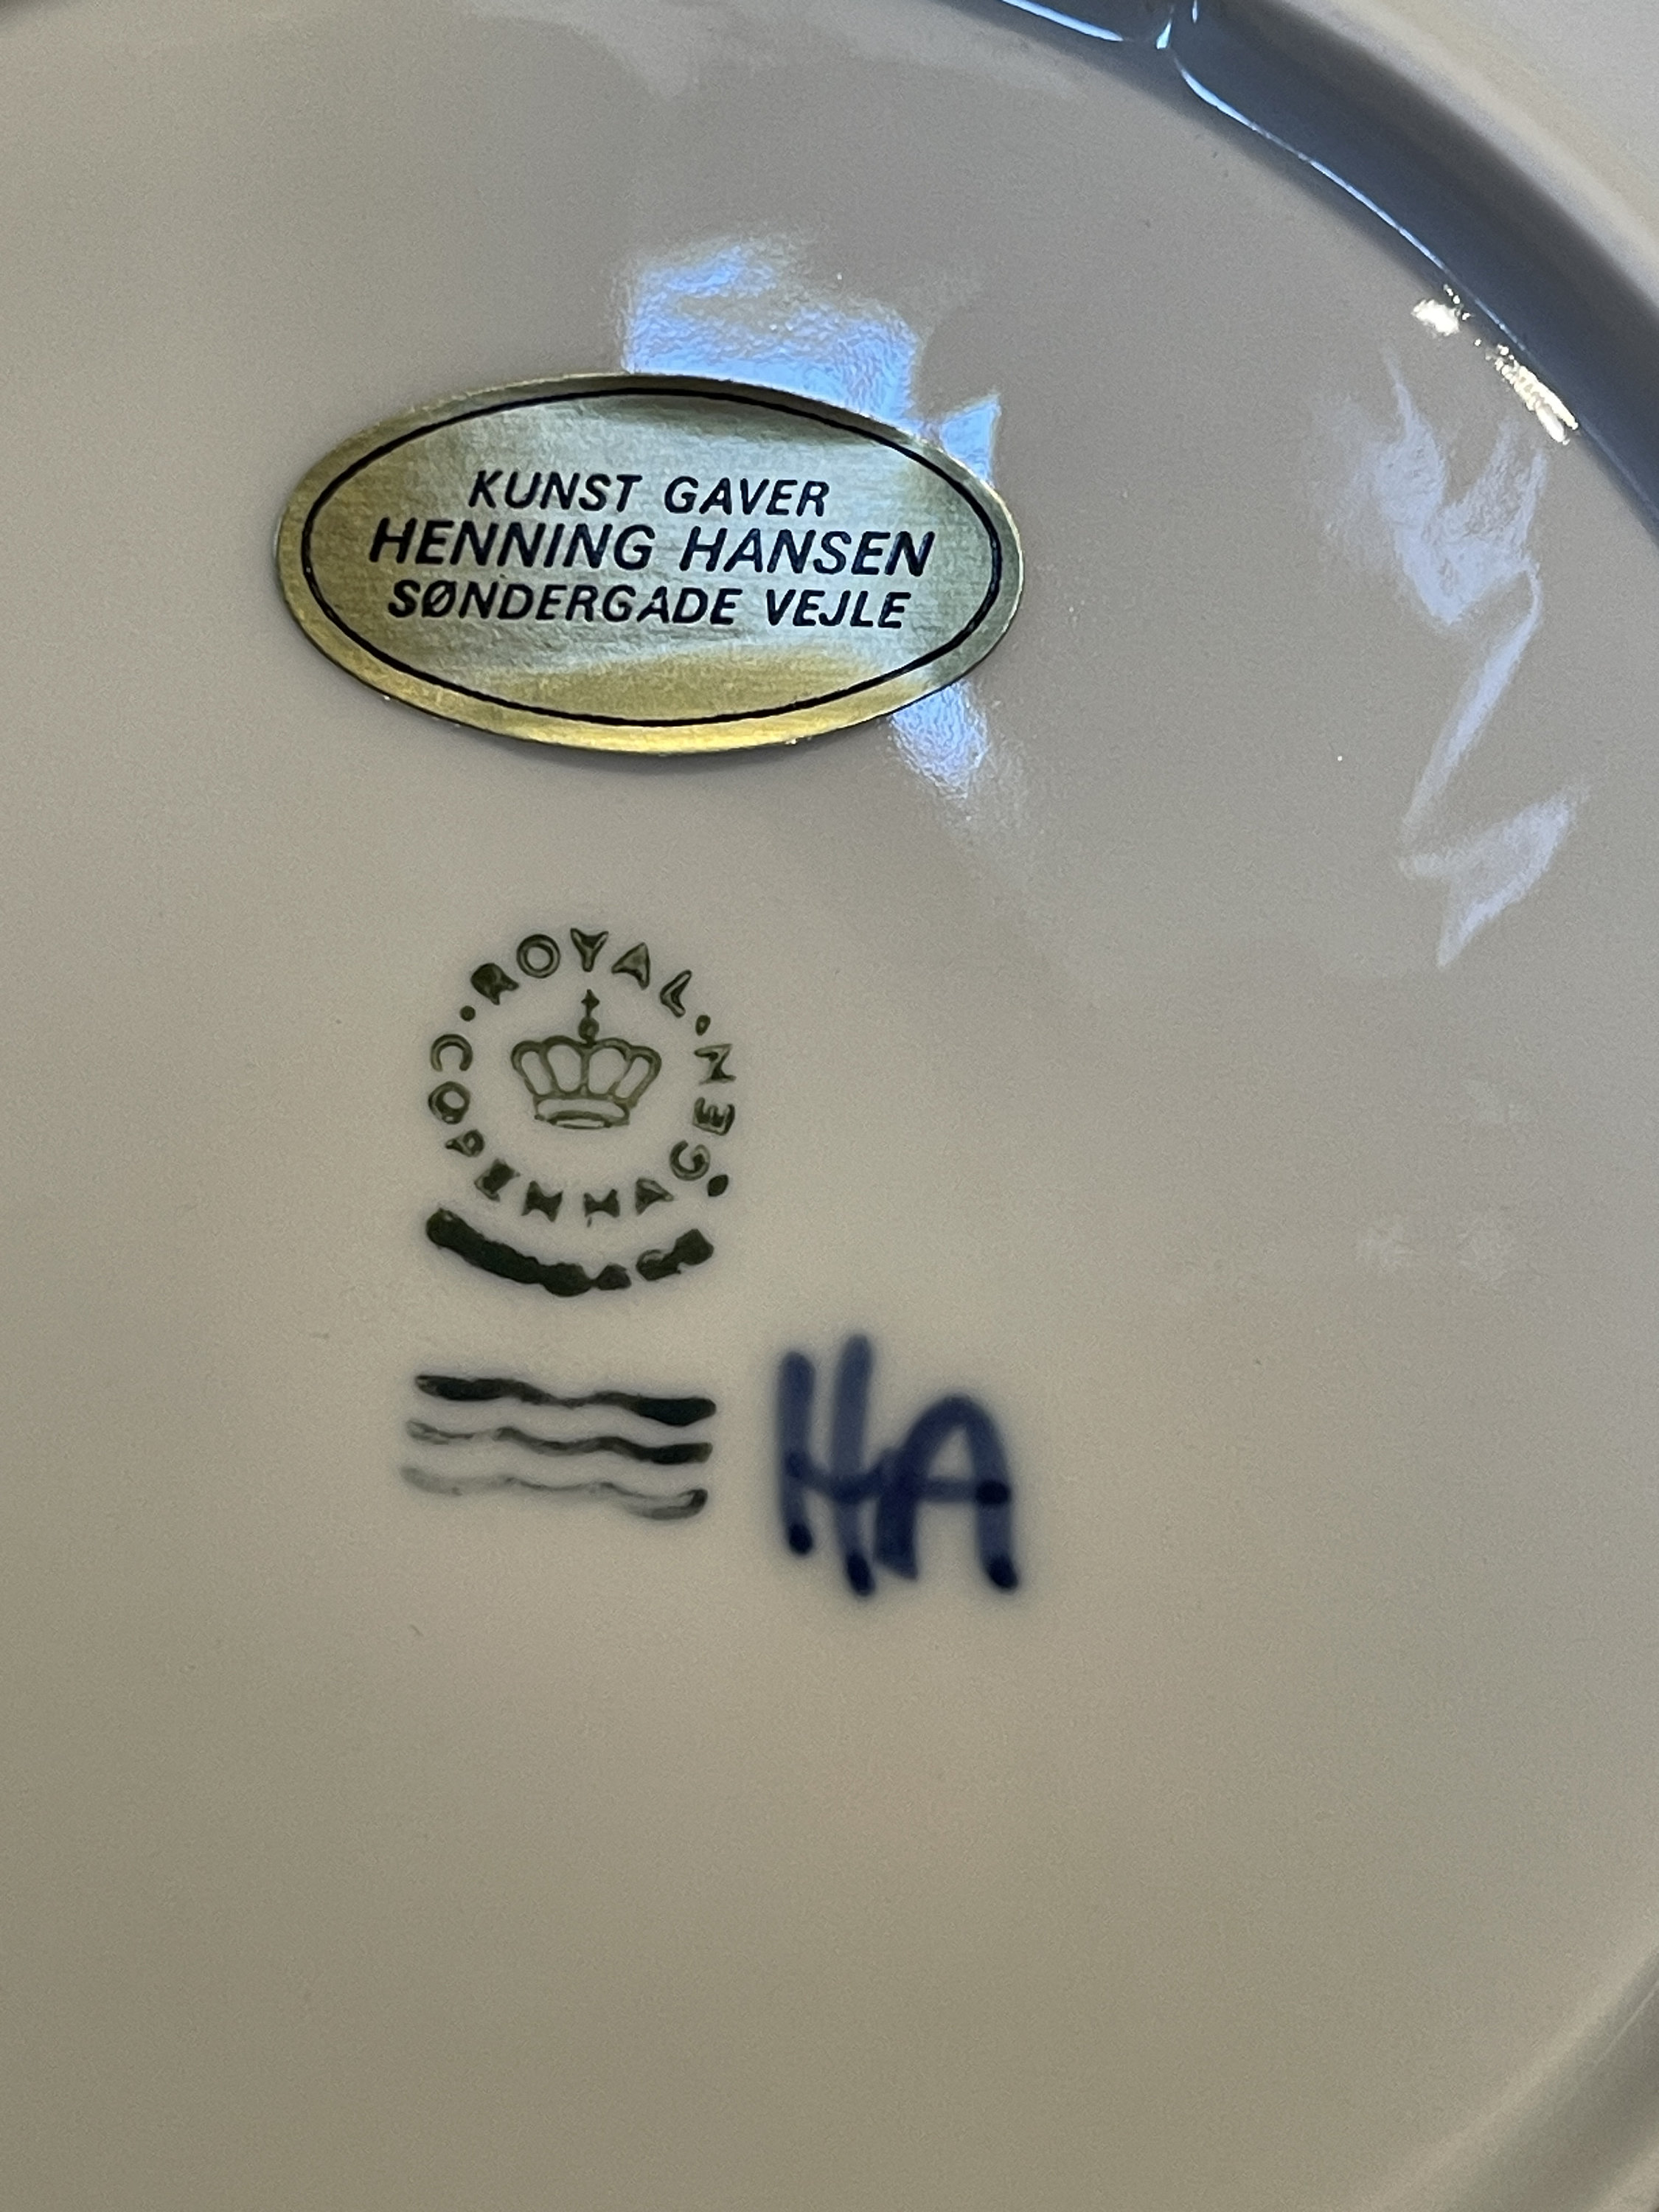 KUNST GAVER
HENNING HANSEN
SØNDERGADE VEJLE
ROYAL
COPENHAGEN
HA